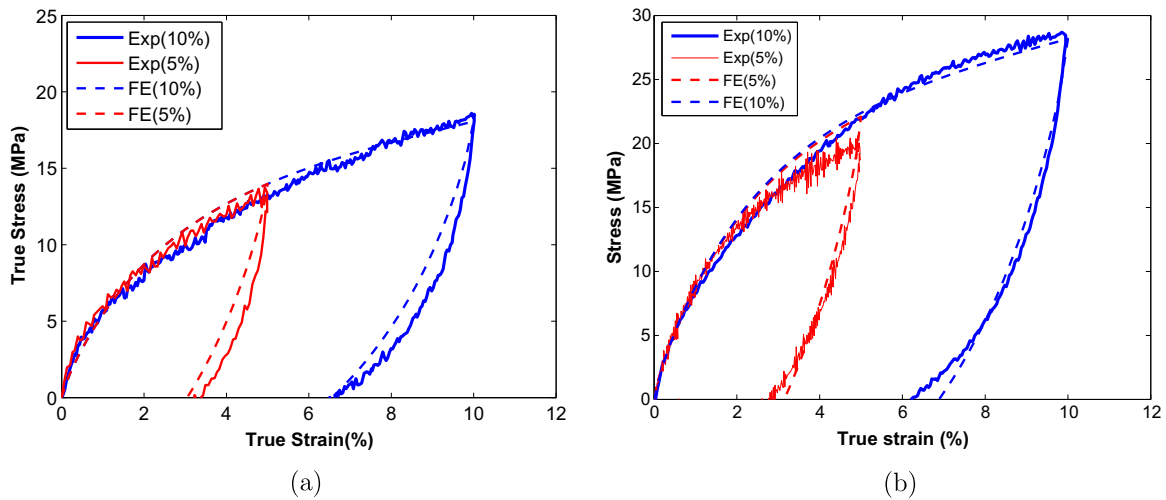 25
20
15
10
5
0
0 2 4 6 8 10 12
True Stress (MPa)
True Strain(%)
Exp(10%)
Exp(5%)
FE(10%)
FE(5%)
(a)
30
25
20
15
10
5
0
0 2 4 6 8 10 12
Stress (MPa)
True strain (%)
Exp(10%)
Exp(5%)
FE(5%)
FE(10%)
(b)